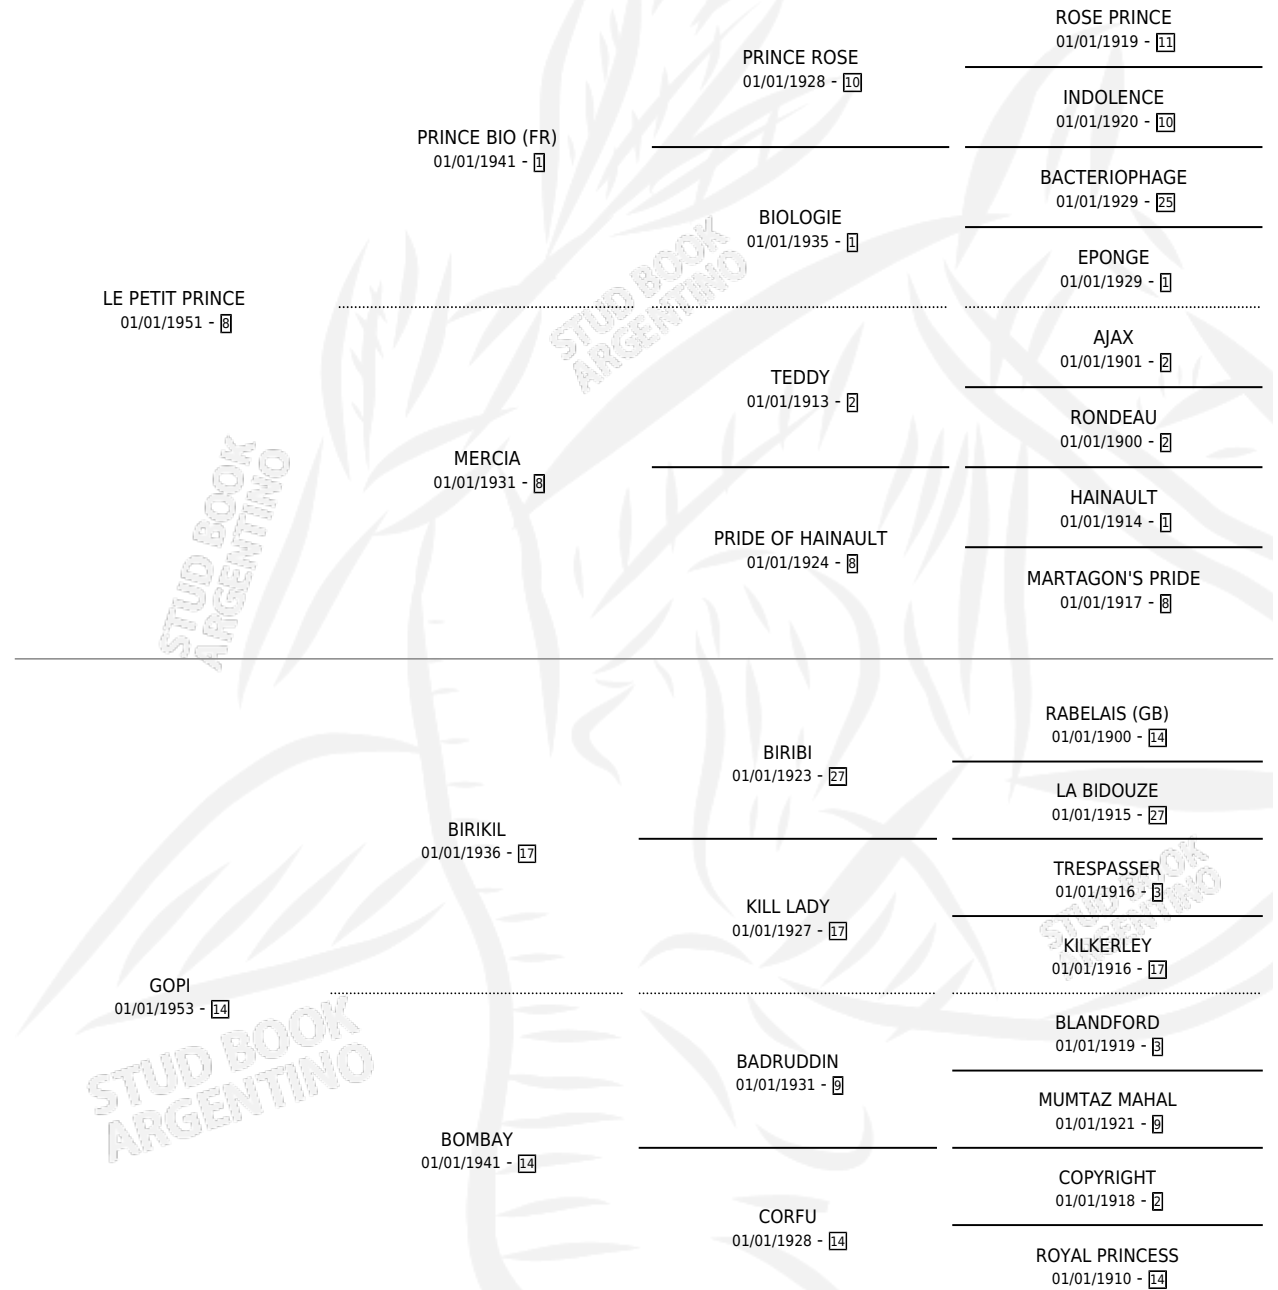 ROSE PRINCE
01/01/1919 - 11
PRINCE ROSE
01/01/1928 - 10
INDOLENCE
01/01/1920 - 10
PRINCE BIO (FR)
01/01/1941 - 1
BACTERIOPHAGE
01/01/1929 - 25
BIOLOGIE
01/01/1935 - 1
EPONGE
01/01/1929 - 1
LE PETIT PRINCE
01/01/1951 - 8
AJAX
01/01/1901 - 2
TEDDY
01/01/1913 - 2
RONDEAU
01/01/1900 - 2
MERCIA
01/01/1931 - 8
HAINAULT
01/01/1914 - 1
PRIDE OF HAINAULT
01/01/1924 - 8
MARTAGON'S PRIDE
01/01/1917 - 8
STUD BOOK
ARGENTINO
STUD BOOK
ARGENTINO
RABELAIS (GB)
01/01/1900 - 14
BIRIBI
01/01/1923 - 27
LA BIDOUZE
01/01/1915 - 27
BIRIKIL
01/01/1936 - 17
TRESPASSER
01/01/1916 - 3
KILL LADY
01/01/1927 - 17
KILKERLEY
01/01/1916 - 17
STUD BOOK
ARGENTINO
GOPI
01/01/1953 - 14
BLANDFORD
01/01/1919 - 3
BADRUDDIN
01/01/1931 - 9
MUMTAZ MAHAL
01/01/1921 - 9
STUD BOOK
ARGENTINO
BOMBAY
01/01/1941 - 14
COPYRIGHT
01/01/1918 - 2
CORFU
01/01/1928 - 14
ROYAL PRINCESS
01/01/1910 - 14